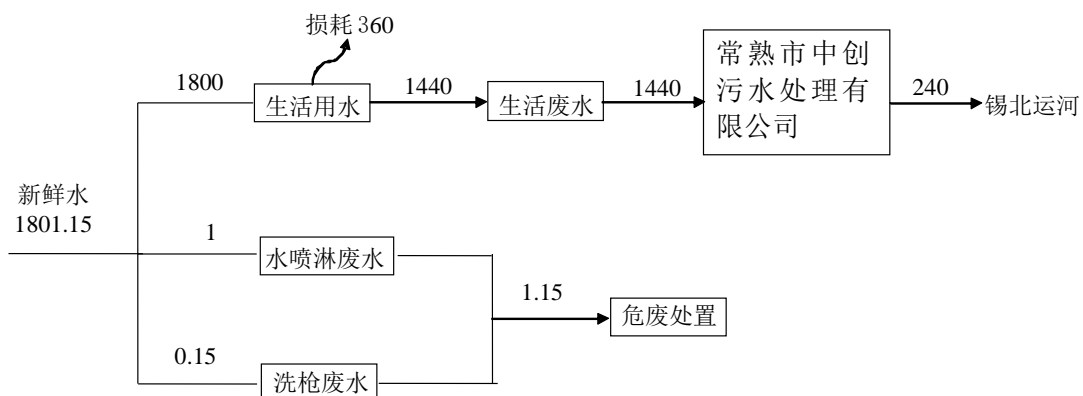 损耗 360
1800
生活用水
1440
生活废水
1440
常熟市中创
污水处理有
限公司
240
锡北运河
新鲜水
1801.15
1
水喷淋废水
1.15
危废处置
0.15
洗枪废水